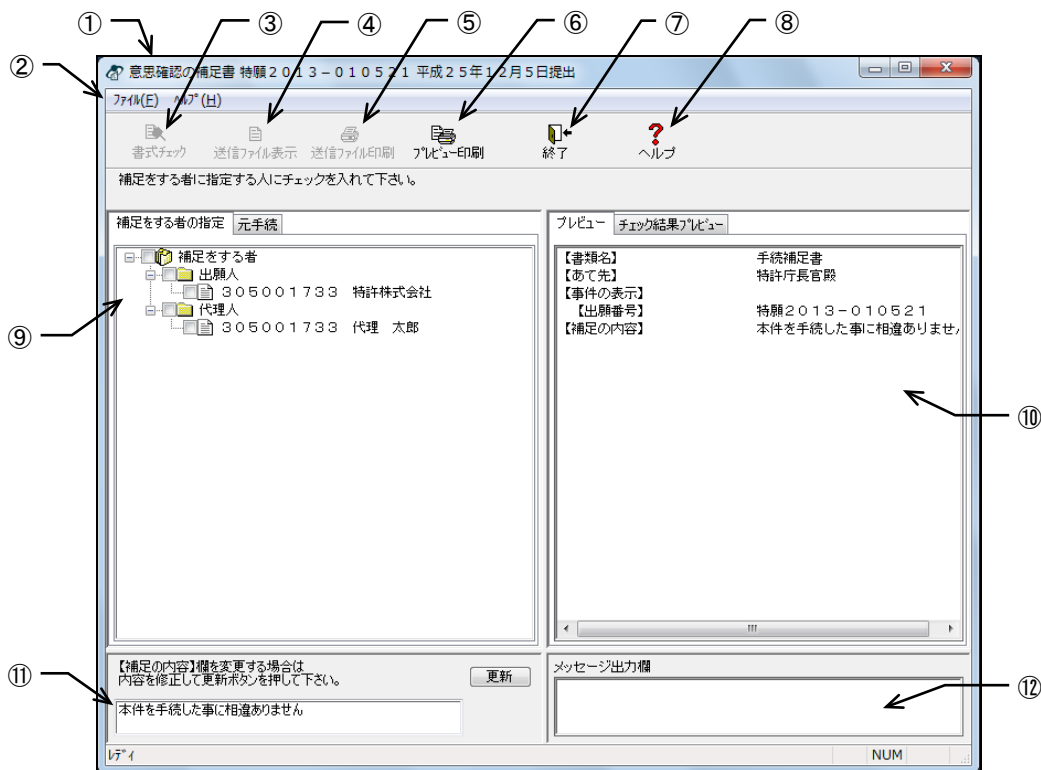 ① ③ ④ ⑤ ⑥ ⑦ ⑧
②
意思確認の補足書 特願2013-010521 平成25年12月5日提出
ﾌｧｲﾙ(F) ﾍﾙﾌﾟ(H)
書式ﾁｪｯｸ 送信ﾌｧｲﾙ表示 送信ﾌｧｲﾙ印刷 ﾌﾟﾚﾋﾞｭｰ印刷 終了 ヘルプ
補足をする者に指定する人にチェックを入れて下さい。
補足をする者の指定 元手続
プレビュー チェック結果ﾌﾟﾚﾋﾞｭｰ
補足をする者
出願人
305001733 特許株式会社
代理人
305001733 代理 太郎
⑨
【書類名】 手続補足書
【あて先】 特許庁長官殿
【事件の表示】
【出願番号】 特願2013-010521
【補足の内容】 本件を手続した事に相違ありませ
⑩
⑪
【補足の内容】欄を変更する場合は
内容を修正して更新ボタンを押して下さい。
更新
本件を手続した事に相違ありません
メッセージ出力欄
⑫
ﾚﾃﾞｨ NUM